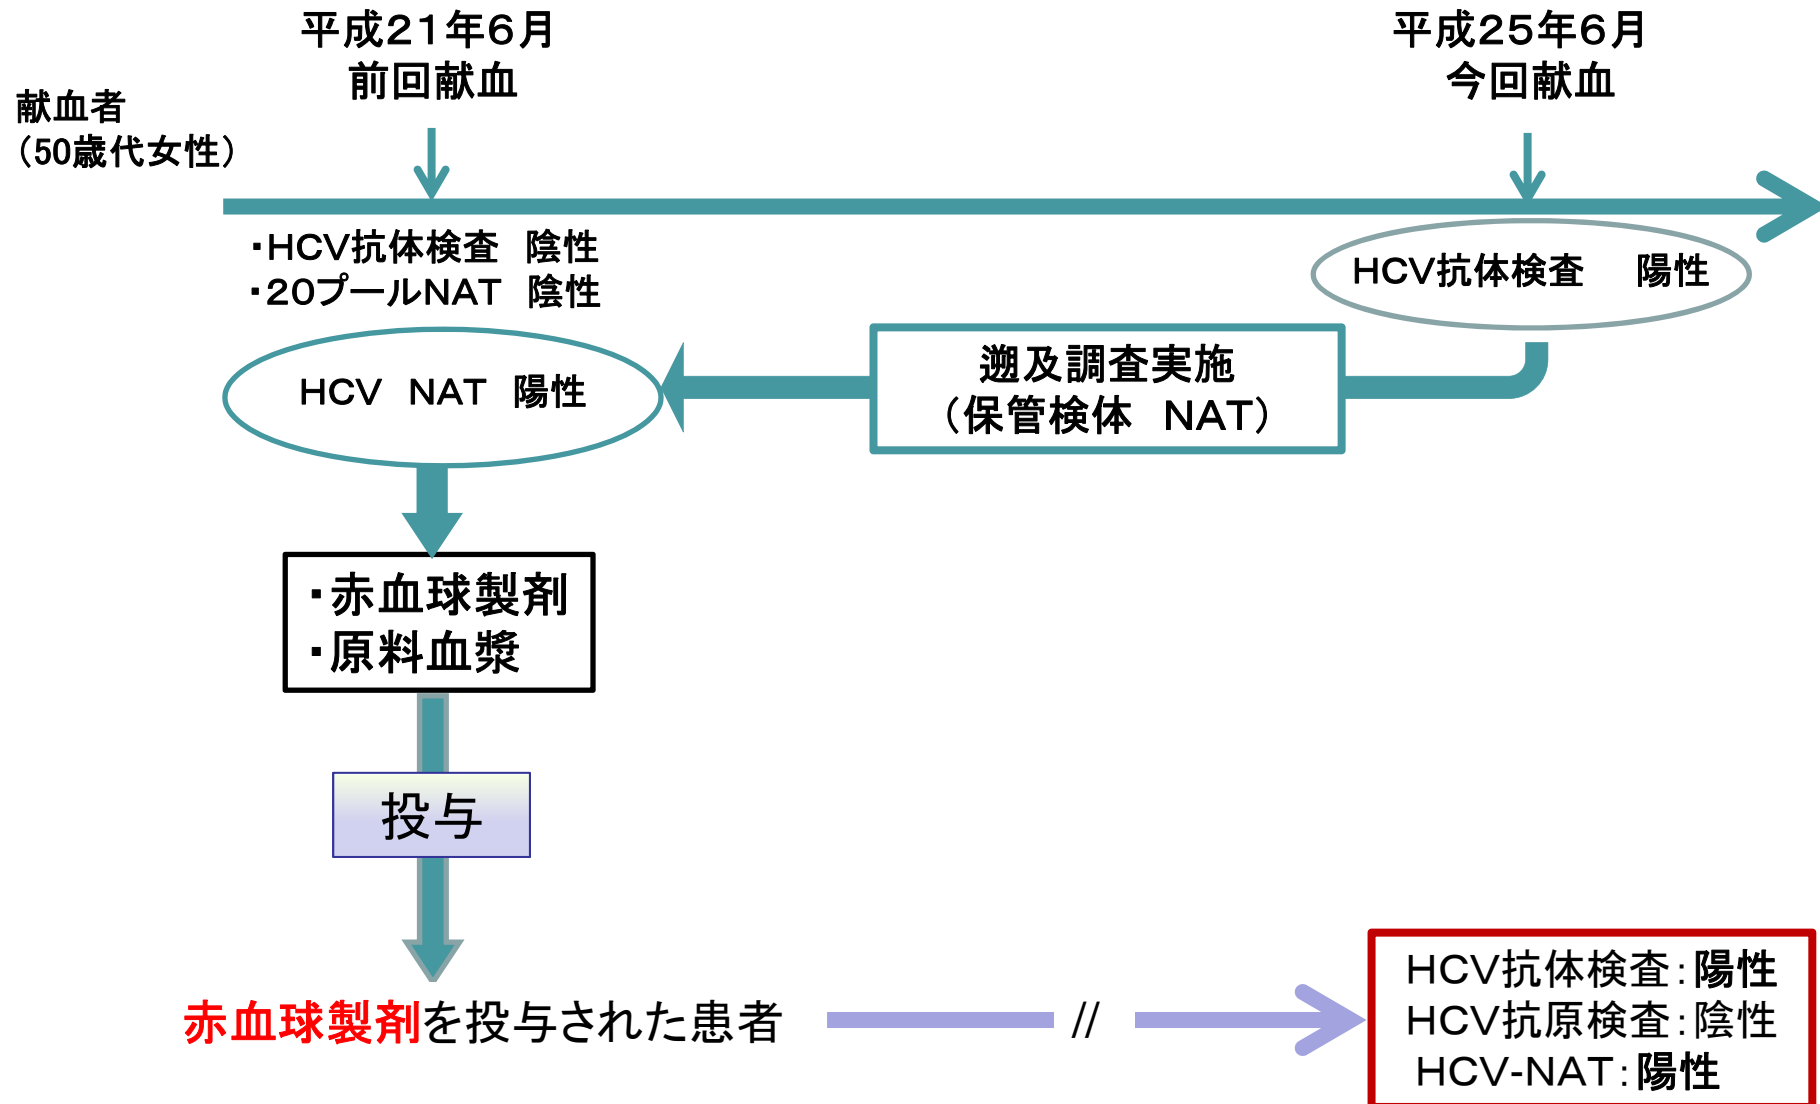 平成21年6月
前回献血
平成25年6月
今回献血
献血者
（50歳代女性）
・HCV抗体検査　陰性
・20プールNAT　陰性
HCV抗体検査　　陽性
HCV　NAT　陽性
遡及調査実施
（保管検体　NAT）
・赤血球製剤
・原料血漿
投与
赤血球製剤を投与された患者
//
HCV抗体検査：陽性
HCV抗原検査：陰性
HCV-NAT：陽性